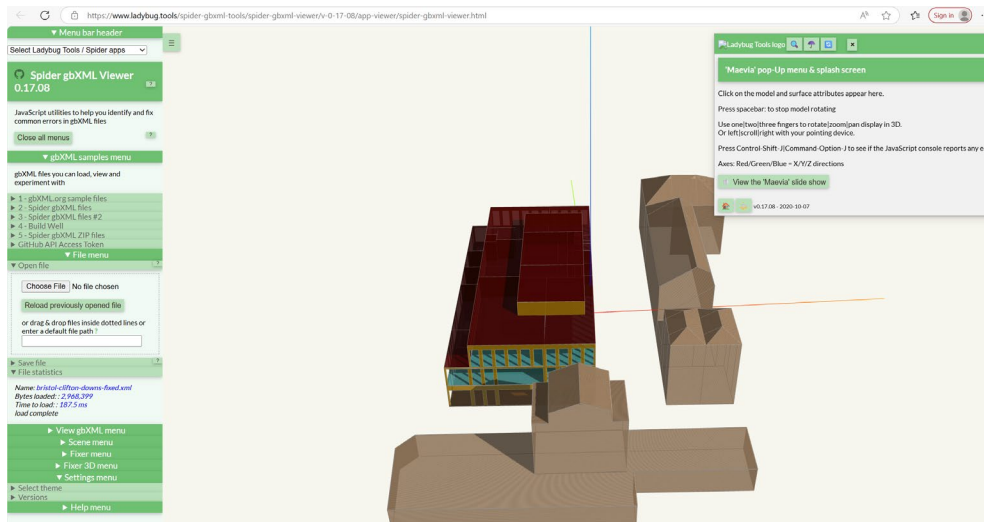 https://www.ladybug.tools/spider-gbxml-tools/spider-gbxml-viewer/v-0-17-08/app-viewer/spider-gbxml-viewer.html
Sign in
▼ Menu bar header
Select Ladybug Tools / Spider apps
Spider gbXML Viewer
0.17.08
?
JavaScript utilities to help you identify and fix
common errors in gbXML files
Close all menus
?
▼ gbXML samples menu
gbXML files you can load, view and
experiment with
▶ 1 - gbXML.org sample files
▶ 2 - Spider gbXML files
▶ 3 - Spider gbXML files #2
▶ 4 - Build Well
▶ 5 - Spider gbXML ZIP files
▶ GitHub API Access Token
▼ File menu
▼ Open file
?
Choose File No file chosen
Reload previously opened file
or drag & drop files inside dotted lines or
enter a default file path ?
▶ Save file
?
▼ File statistics
Name: bristol-clifton-downs-fixed.xml
Bytes loaded: : 2,968,399
Time to load: : 187.5 ms
load complete
▶ View gbXML menu
▶ Scene menu
▶ Fixer menu
▶ Fixer 3D menu
▼ Settings menu
▶ Select theme
▶ Versions
▶ Help menu
☰
Ladybug Tools logo
x
'Maevia' pop-Up menu & splash screen
Click on the model and surface attributes appear here.
Press spacebar: to stop model rotating
Use one|two|three fingers to rotate|zoom|pan display in 3D.
Or left|scroll|right with your pointing device.
Press Control-Shift-J|Command-Option-J to see if the JavaScript console reports any e
Axes: Red/Green/Blue = X/Y/Z directions
View the 'Maevia' slide show
v0.17.08 - 2020-10-07